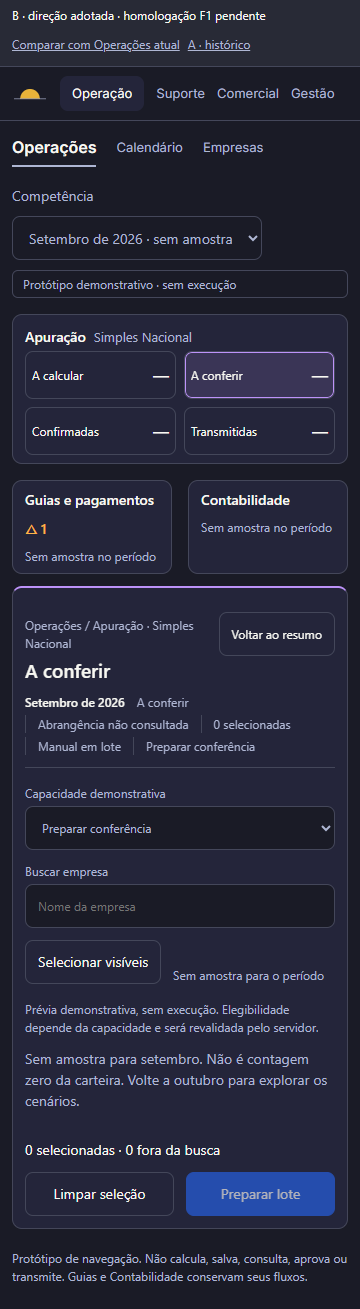 B · direção adotada · homologação F1 pendente
Comparar com Operações atual A · histórico
Operação Suporte Comercial Gestão
Operações Calendário Empresas
Competência
Setembro de 2026 · sem amostra
Protótipo demonstrativo · sem execução
Apuração Simples Nacional
A calcular — A conferir —
Confirmadas — Transmitidas —
Guias e pagamentos
△ 1
Sem amostra no período
Contabilidade
Sem amostra no período
Operações / Apuração · Simples
Nacional
Voltar ao resumo
A conferir
Setembro de 2026 A conferir
Abrangência não consultada 0 selecionadas
Manual em lote Preparar conferência
Capacidade demonstrativa
Preparar conferência
Buscar empresa
Nome da empresa
Selecionar visíveis Sem amostra para o período
Prévia demonstrativa, sem execução. Elegibilidade
depende da capacidade e será revalidada pelo servidor.
Sem amostra para setembro. Não é contagem
zero da carteira. Volte a outubro para explorar os
cenários.
0 selecionadas · 0 fora da busca
Limpar seleção Preparar lote
Protótipo de navegação. Não calcula, salva, consulta, aprova ou
transmite. Guias e Contabilidade conservam seus fluxos.